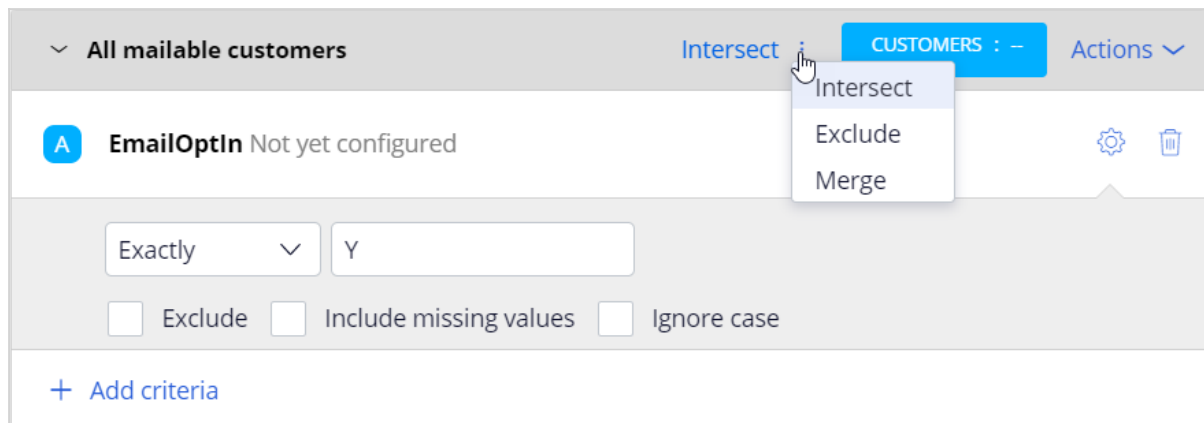 All mailable customers Intersect CUSTOMERS : -- Actions
Intersect
A EmailOptIn Not yet configured
Exclude
Merge
Exactly Y
Exclude Include missing values Ignore case
+ Add criteria